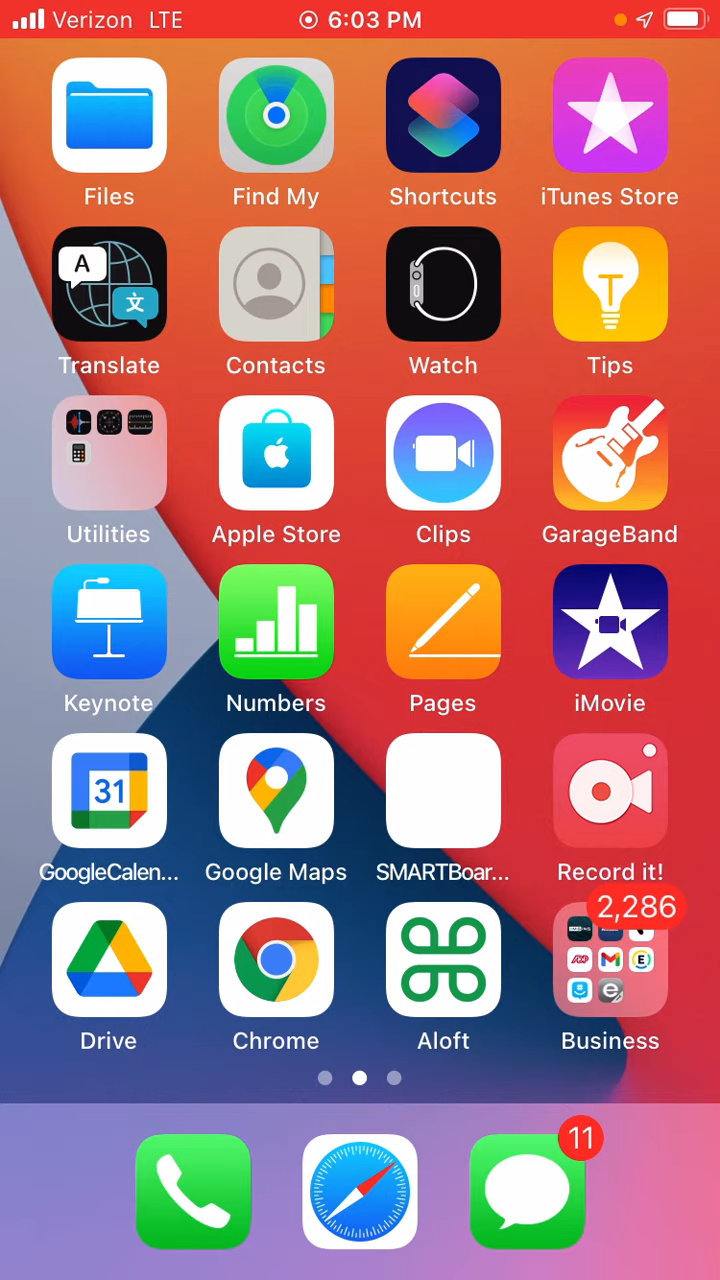 Verizon LTE 6:03 PM
Files Find My Shortcuts iTunes Store
A 文
Translate Contacts Watch Tips
Utilities Apple Store Clips GarageBand
Keynote Numbers Pages iMovie
31
GoogleCalen... Google Maps SMARTBoar... Record it!
2,286
Drive Chrome Aloft Business
11